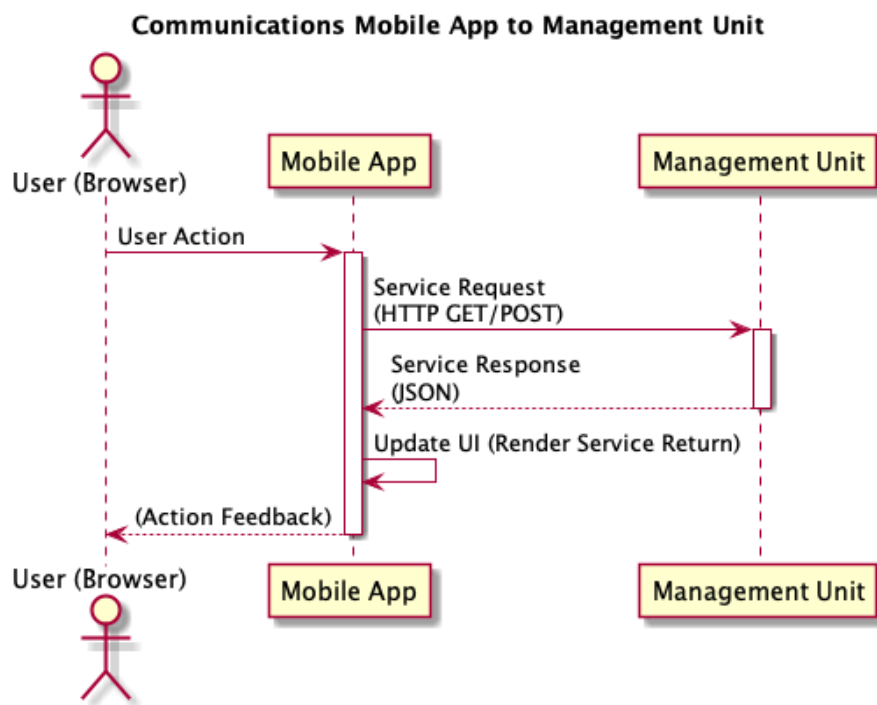 Communications Mobile App to Management Unit
User (Browser)
Mobile App
Management Unit
User Action
Service Request
(HTTP GET/POST)
Service Response
(JSON)
Update UI (Render Service Return)
(Action Feedback)
User (Browser)
Mobile App
Management Unit